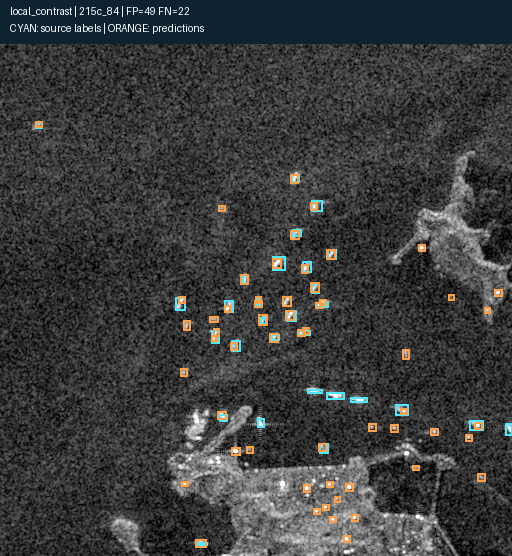 local_contrast | 215c_84 | FP=49 FN=22
CYAN: source labels | ORANGE: predictions